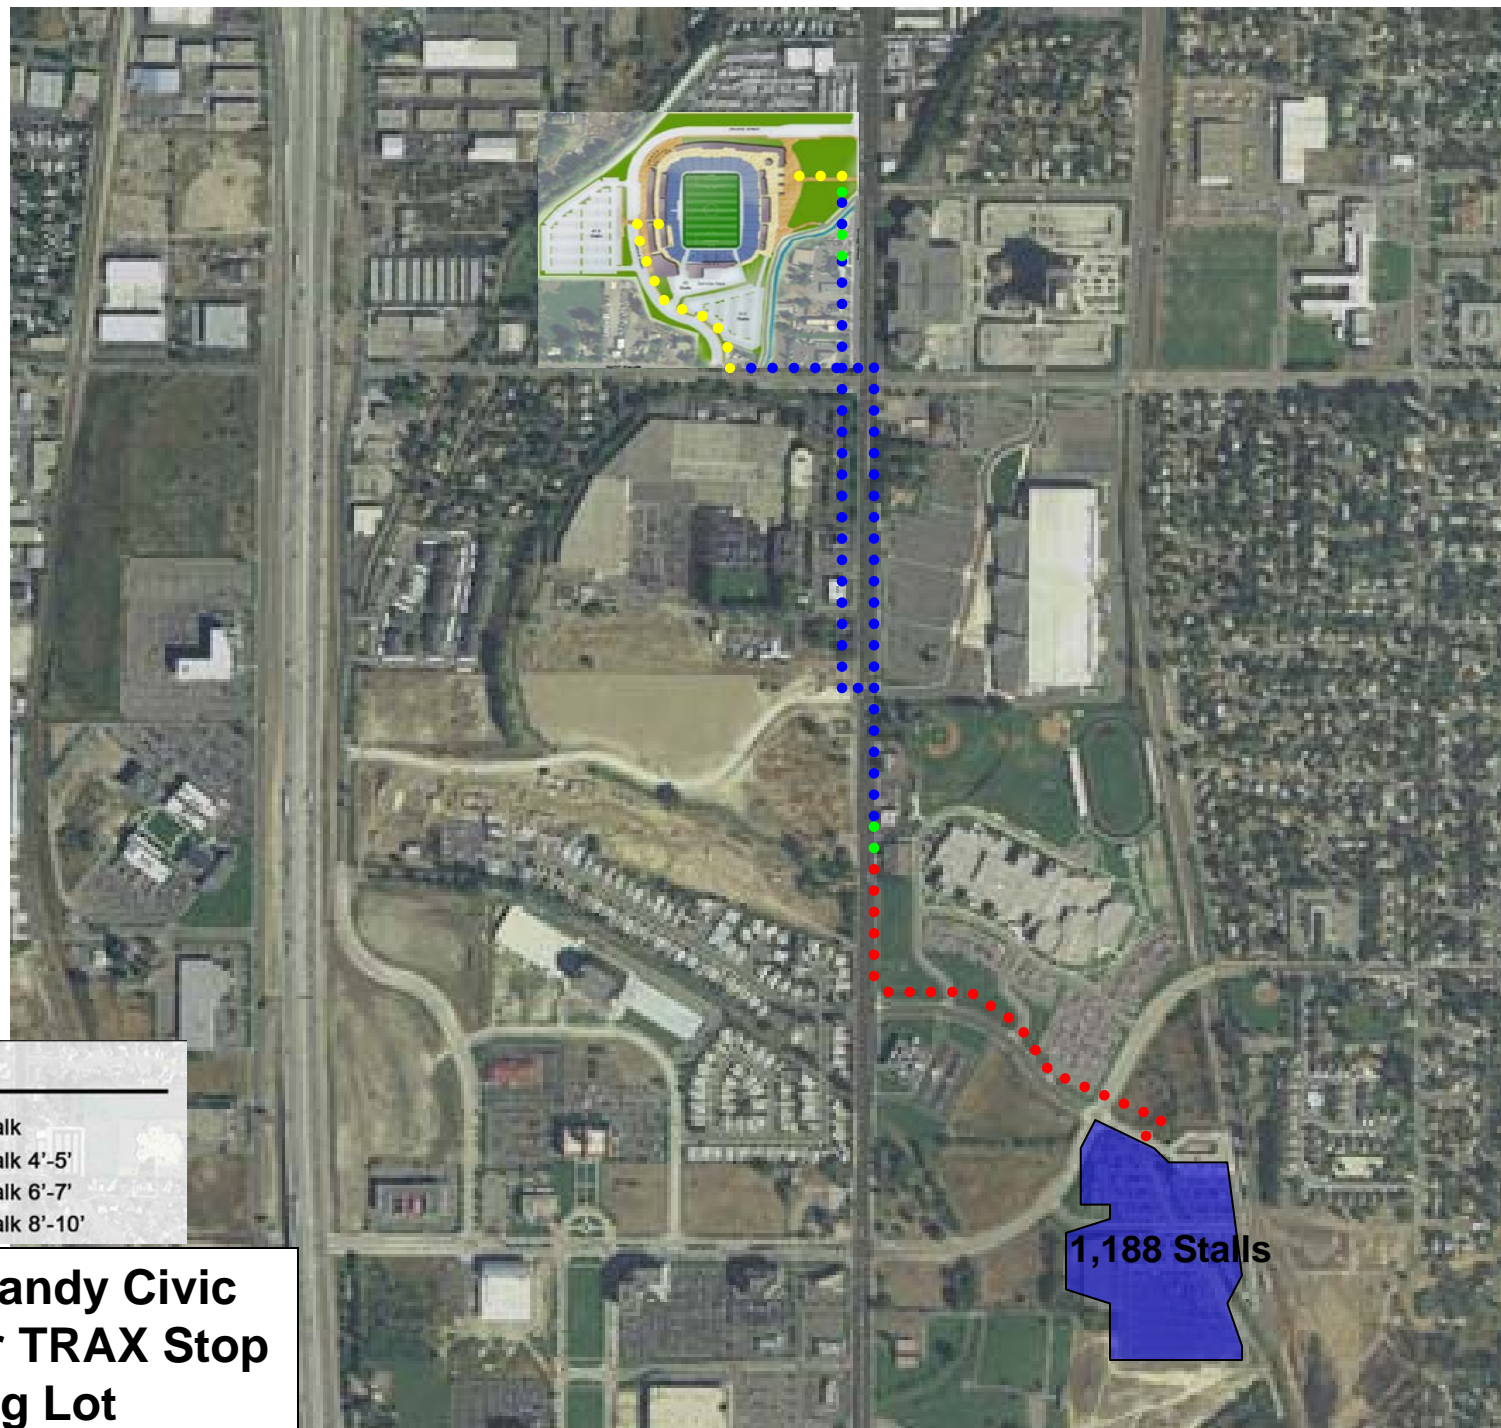 1,188 Stalls
alk
alk 4'-5'
alk 6'-7'
alk 8'-10'
andy Civic
r TRAX Stop
g Lot